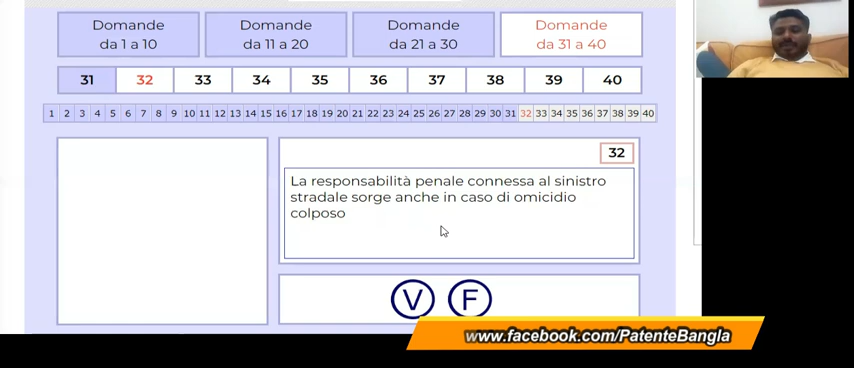 Domande
da 1 a 10
Domande
da 11 a 20
Domande
da 21 a 30
Domande
da 31 a 40
31 32 33 34 35 36 37 38 39 40
1 2 3 4 5 6 7 8 9 10 11 12 13 14 15 16 17 18 19 20 21 22 23 24 25 26 27 28 29 30 31 32 33 34 35 36 37 38 39 40
32
La responsabilità penale connessa al sinistro
stradale sorge anche in caso di omicidio
colposo
V F
www.facebook.com/PatenteBangla